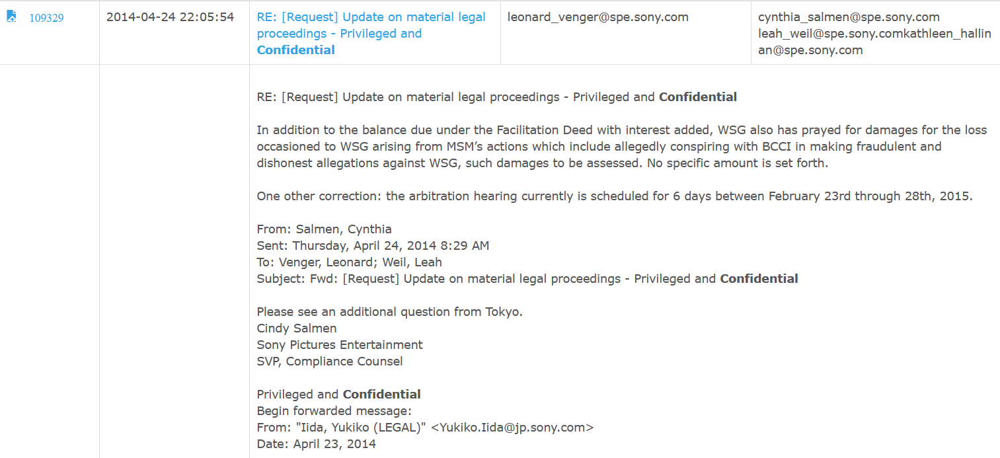 109329
2014-04-24 22:05:54
RE: [Request] Update on material legal
proceedings - Privileged and
Confidential
leonard_venger@spe.sony.com
cynthia_salmen@spe.sony.com
leah_weil@spe.sony.comkathleen_hallin
an@spe.sony.com
RE: [Request] Update on material legal proceedings - Privileged and Confidential
In addition to the balance due under the Facilitation Deed with interest added, WSG also has prayed for damages for the loss
occasioned to WSG arising from MSM’s actions which include allegedly conspiring with BCCI in making fraudulent and
dishonest allegations against WSG, such damages to be assessed. No specific amount is set forth.
One other correction: the arbitration hearing currently is scheduled for 6 days between February 23rd through 28th, 2015.
From: Salmen, Cynthia
Sent: Thursday, April 24, 2014 8:29 AM
To: Venger, Leonard; Weil, Leah
Subject: Fwd: [Request] Update on material legal proceedings - Privileged and Confidential
Please see an additional question from Tokyo.
Cindy Salmen
Sony Pictures Entertainment
SVP, Compliance Counsel
Privileged and Confidential
Begin forwarded message:
From: "Iida, Yukiko (LEGAL)" <Yukiko.Iida@jp.sony.com>
Date: April 23, 2014